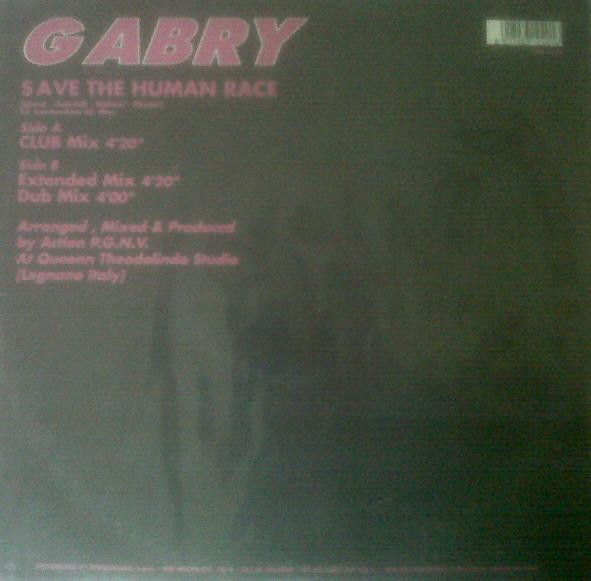 GABRY
SAVE THE HUMAN RACE
Side A
CLUB Mix 4'20"
Side B
Extended Mix 4'20"
Dub Mix 4'00"
Arranged, Mixed & Produced
by Action P.G.N.V.
At Queenn Theodolinda Studio
(Legnano Italy)